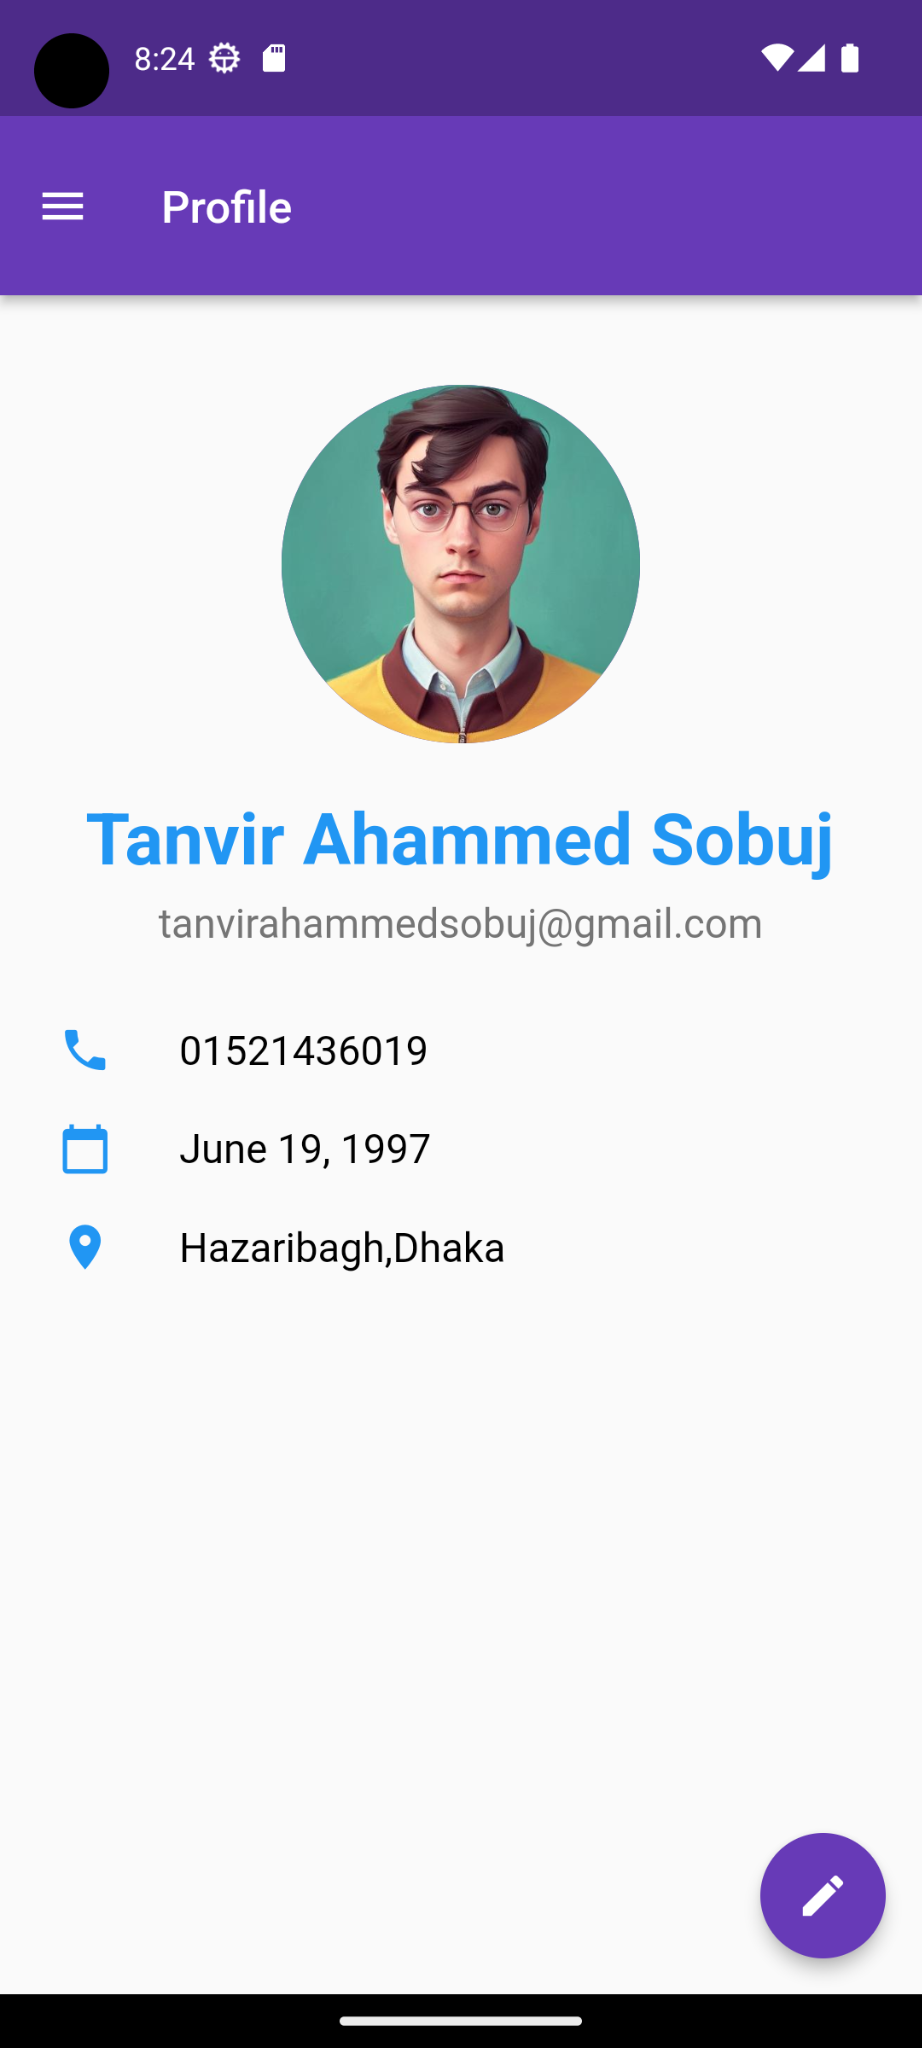 8:24
Profile
Tanvir Ahammed Sobuj
tanvirahammedsobuj@gmail.com
01521436019
June 19, 1997
Hazaribagh,Dhaka